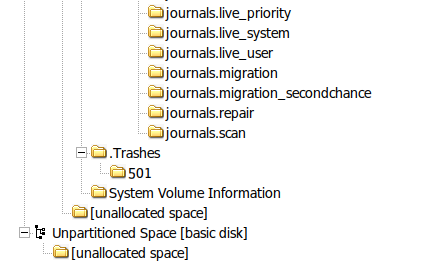 journals.live_priority
journals.live_system
journals.live_user
journals.migration
journals.migration_secondchance
journals.repair
journals.scan
.Trashes
501
System Volume Information
[unallocated space]
Unpartitioned Space [basic disk]
[unallocated space]